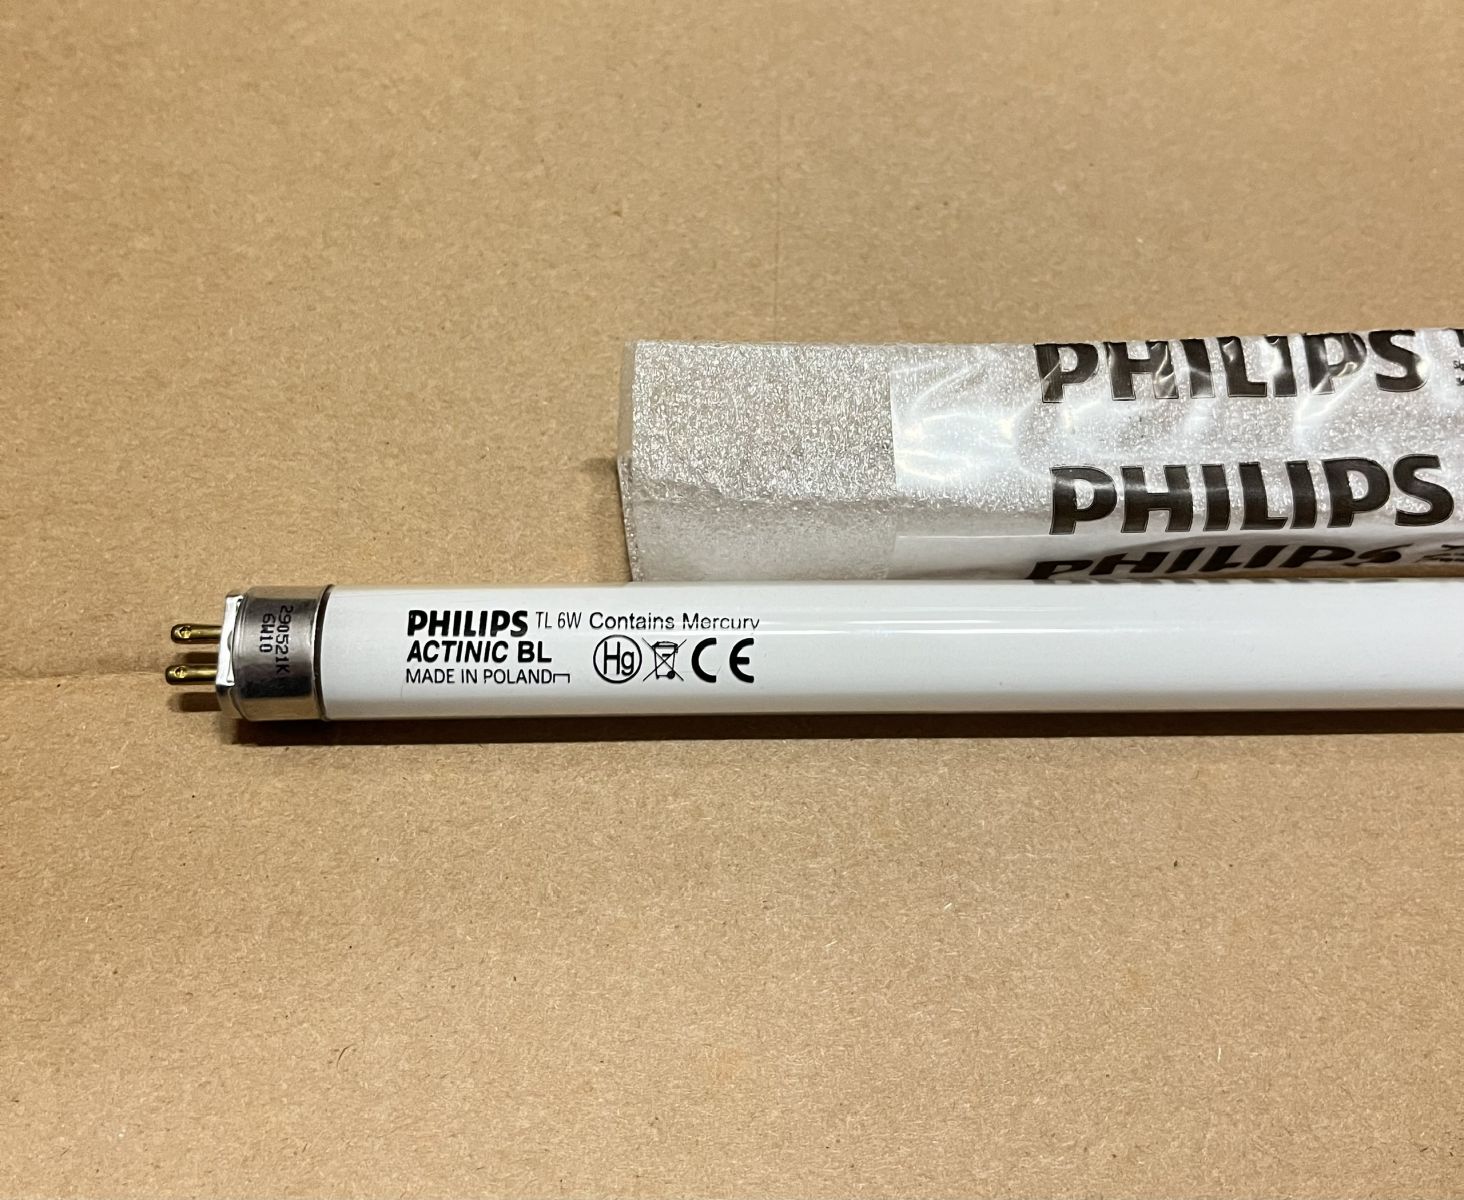 PHILIPS
PHILIPS
PHILIPS
PHILIPS TL 6W Contains Mercury
ACTINIC BL
MADE IN POLAND
Hg CE
290521K
6W10